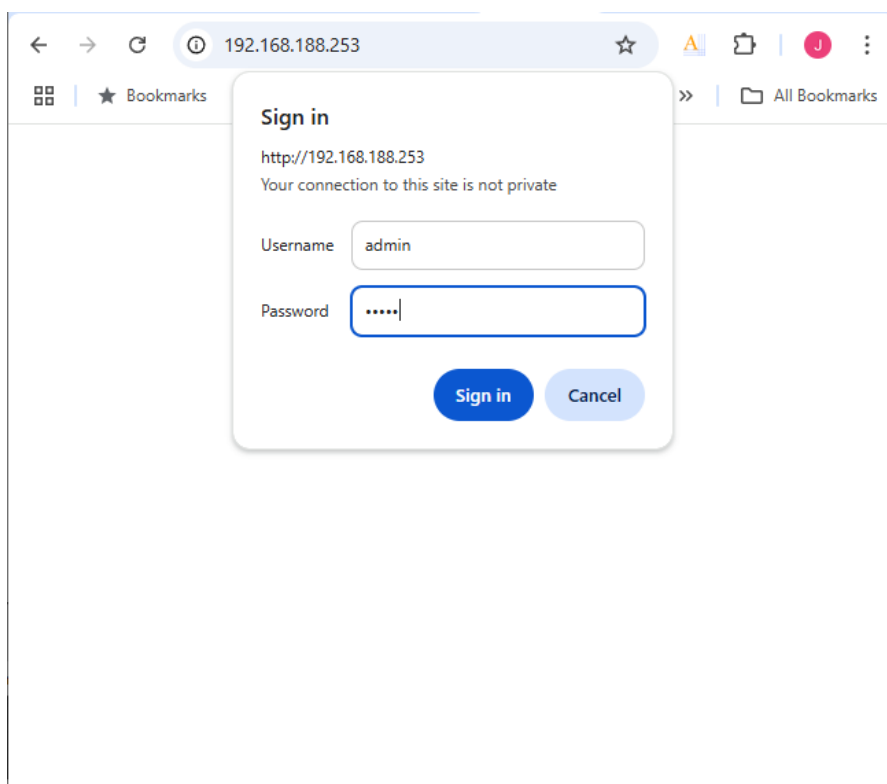 192.168.188.253
A
J
Bookmarks
All Bookmarks
Sign in
http://192.168.188.253
Your connection to this site is not private
Username
admin
Password
•••••
Sign in
Cancel